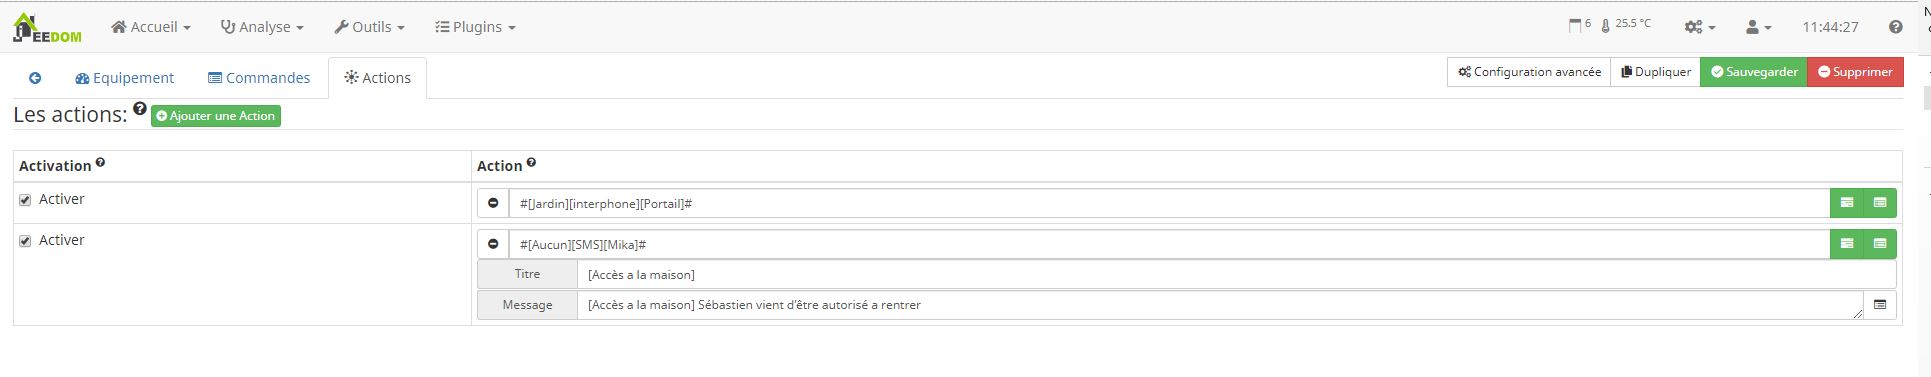 JEEDOM Accueil Analyse Outils Plugins 6 25.5 °C 11:44:27
Equipement Commandes Actions Configuration avancée Dupliquer Sauvegarder Supprimer
Les actions: Ajouter une Action
Activation Action
Activer #[Jardin][interphone][Portail]#
Activer #[Aucun][SMS][Mika]#
Titre [Accès a la maison]
Message [Accès a la maison] Sébastien vient d'être autorisé a rentrer